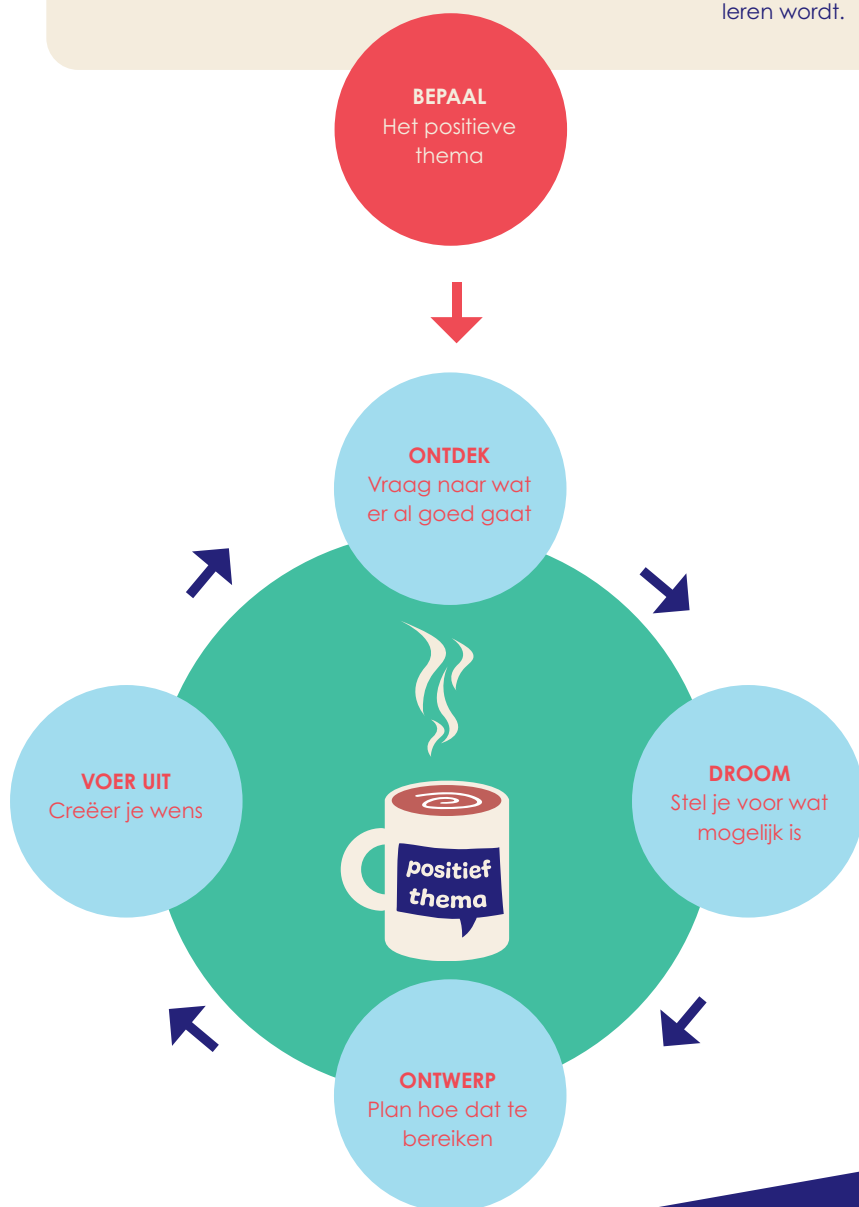 leren wordt.
BEPAAL
Het positieve
thema
ONTDEK
Vraag naar wat
er al goed gaat
DROOM
Stel je voor wat
mogelijk is
VOER UIT
Creëer je wens
positief
thema
ONTWERP
Plan hoe dat te
bereiken